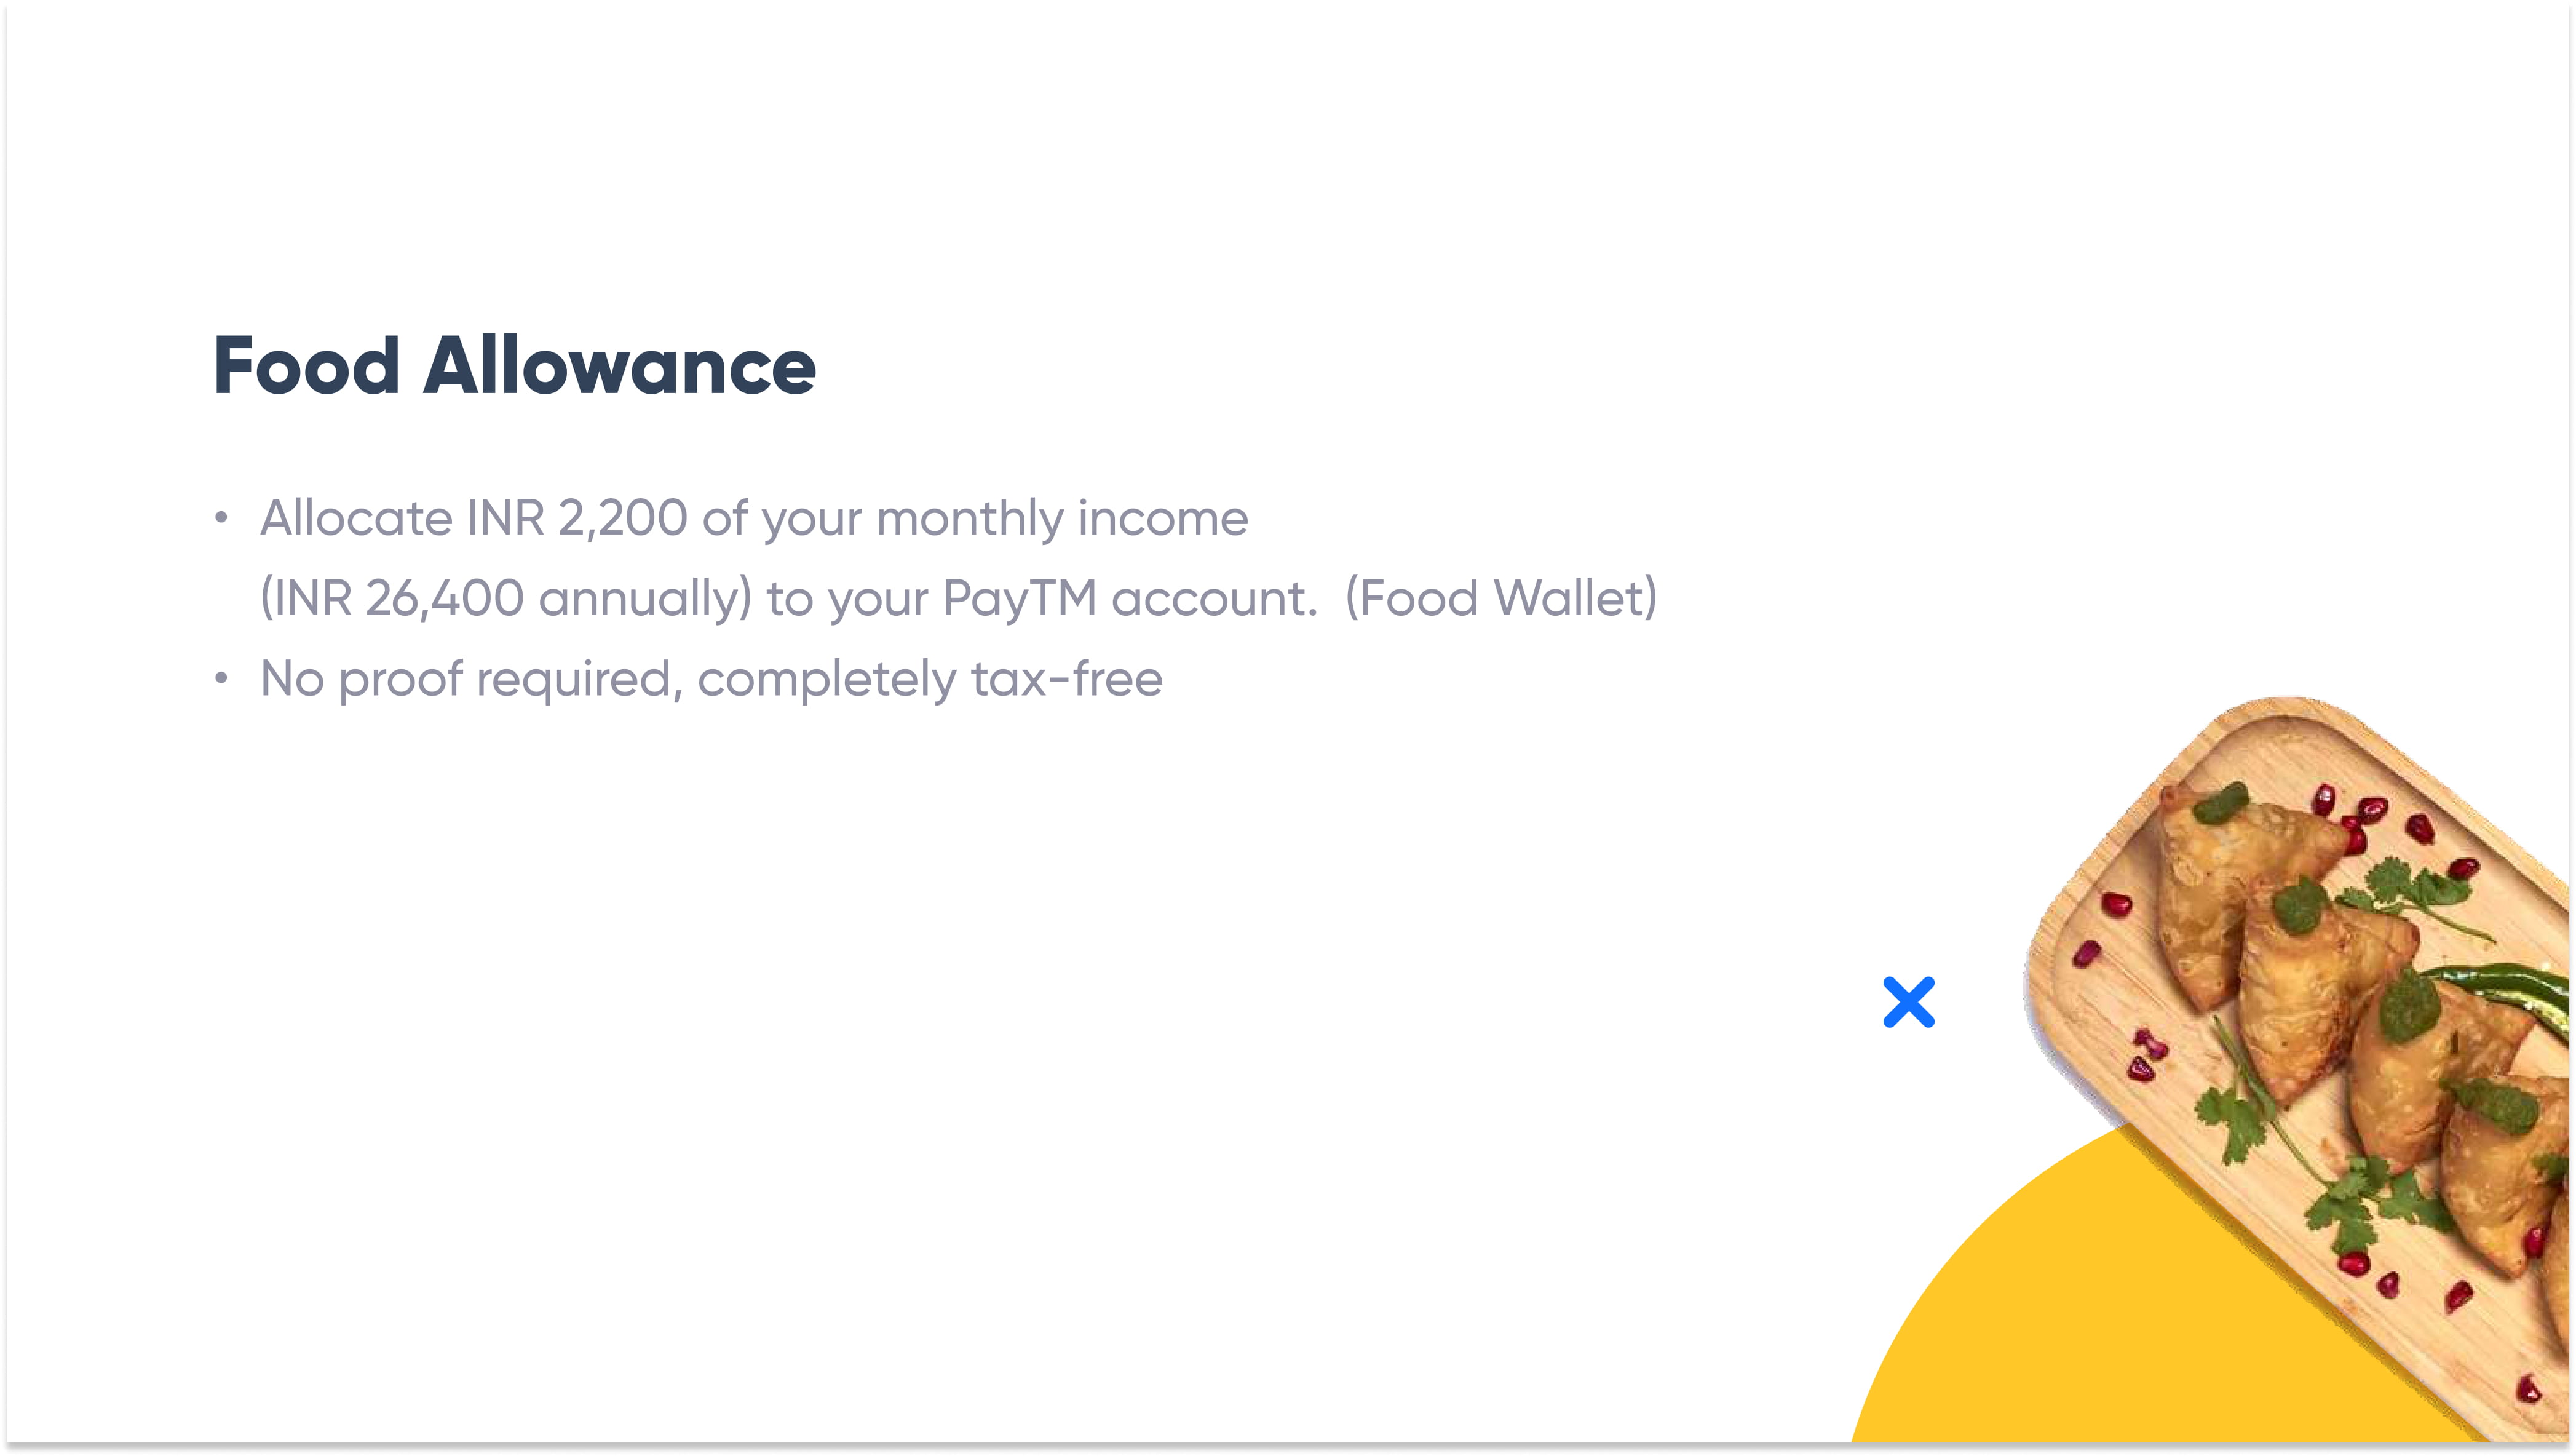 Food Allowance
• Allocate INR 2,200 of your monthly income
(INR 26,400 annually) to your PayTM account.  (Food Wallet)
• No proof required, completely tax-free